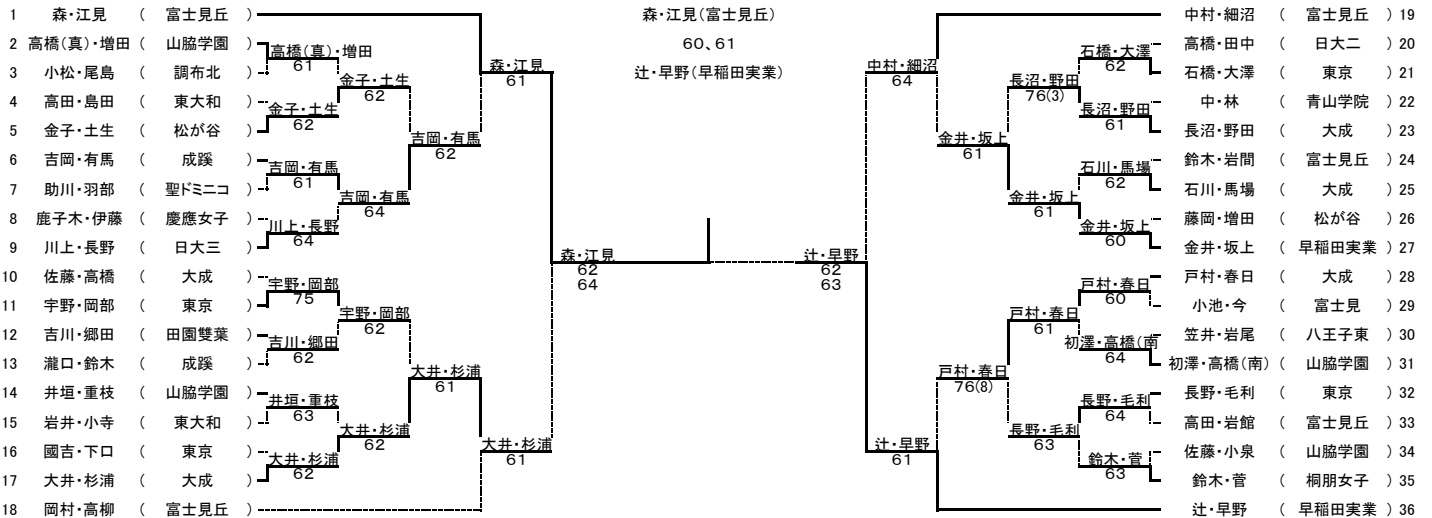 森・江見(富士見丘)
60、61
辻・早野(早稲田実業)
1 森・江見 ( 富士見丘 )
2 高橋(真)・増田 ( 山脇学園 )
3 小松・尾島 ( 調布北 )
4 高田・島田 ( 東大和 )
5 金子・土生 ( 松が谷 )
6 吉岡・有馬 ( 成蹊 )
7 助川・羽部 ( 聖ドミニコ )
8 鹿子木・伊藤 ( 慶應女子 )
9 川上・長野 ( 日大三 )
10 佐藤・高橋 ( 大成 )
11 宇野・岡部 ( 東京 )
12 吉川・郷田 ( 田園雙葉 )
13 瀧口・鈴木 ( 成蹊 )
14 井垣・重枝 ( 山脇学園 )
15 岩井・小寺 ( 東大和 )
16 國吉・下口 ( 東京 )
17 大井・杉浦 ( 大成 )
18 岡村・高柳 ( 富士見丘 )
高橋(真)・増田
61
金子・土生
62
吉岡・有馬
61
川上・長野
64
宇野・岡部
75
吉川・郷田
62
井垣・重枝
63
大井・杉浦
62
金子・土生
62
吉岡・有馬
64
宇野・岡部
62
大井・杉浦
62
吉岡・有馬
62
大井・杉浦
61
森・江見
61
大井・杉浦
61
森・江見
62
64
辻・早野
62
63
中村・細沼
64
辻・早野
61
金井・坂上
61
戸村・春日
76(8)
長沼・野田
76(3)
金井・坂上
61
戸村・春日
61
長野・毛利
63
石橋・大澤
62
長沼・野田
61
石川・馬場
62
金井・坂上
60
戸村・春日
60
初澤・高橋(南
64
長野・毛利
64
鈴木・菅
63
中村・細沼 ( 富士見丘 ) 19
高橋・田中 ( 日大二 ) 20
石橋・大澤 ( 東京 ) 21
中・林 ( 青山学院 ) 22
長沼・野田 ( 大成 ) 23
鈴木・岩間 ( 富士見丘 ) 24
石川・馬場 ( 大成 ) 25
藤岡・増田 ( 松が谷 ) 26
金井・坂上 ( 早稲田実業 ) 27
戸村・春日 ( 大成 ) 28
小池・今 ( 富士見 ) 29
笠井・岩尾 ( 八王子東 ) 30
初澤・高橋(南) ( 山脇学園 ) 31
長野・毛利 ( 東京 ) 32
高田・岩館 ( 富士見丘 ) 33
佐藤・小泉 ( 山脇学園 ) 34
鈴木・菅 ( 桐朋女子 ) 35
辻・早野 ( 早稲田実業 ) 36